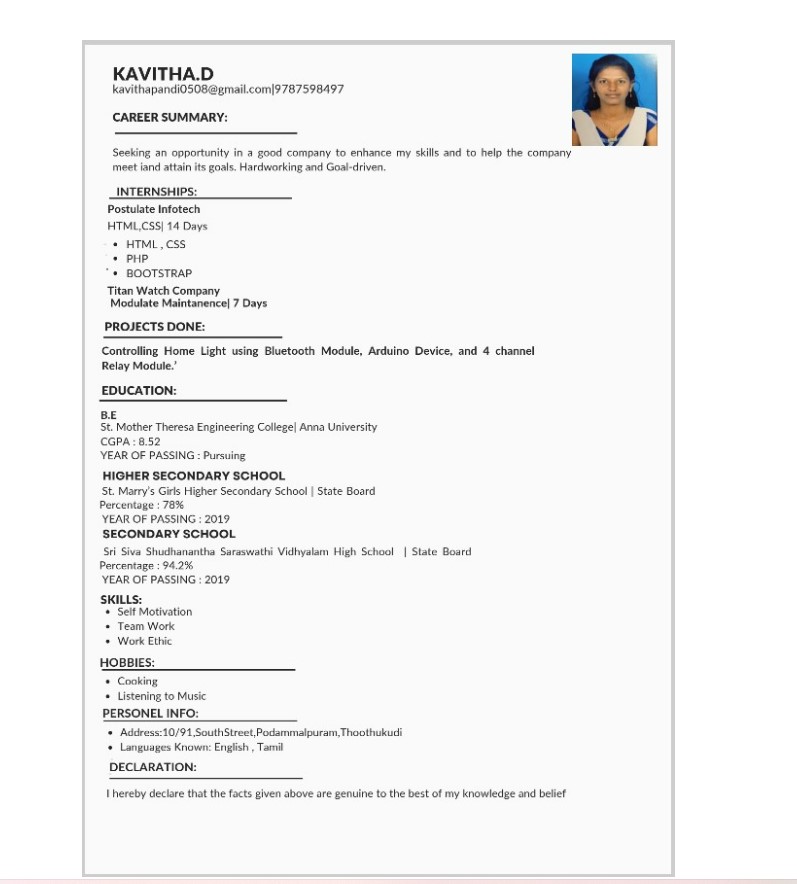 KAVITHA.D
kavithapandi0508@gmail.com|9787598497
CAREER SUMMARY:
Seeking an opportunity in a good company to enhance my skills and to help the company
meet iand attain its goals. Hardworking and Goal-driven.
INTERNSHIPS:
Postulate Infotech
HTML,CSS| 14 Days
• HTML , CSS
• PHP
• BOOTSTRAP
Titan Watch Company
Modulate Maintanence| 7 Days
PROJECTS DONE:
Controlling Home Light using Bluetooth Module, Arduino Device, and 4 channel
Relay Module.’
EDUCATION:
B.E
St. Mother Theresa Engineering College| Anna University
CGPA : 8.52
YEAR OF PASSING : Pursuing
HIGHER SECONDARY SCHOOL
St. Marry’s Girls Higher Secondary School | State Board
Percentage : 78%
YEAR OF PASSING : 2019
SECONDARY SCHOOL
Sri Siva Shudhanantha Saraswathi Vidhyalam High School | State Board
Percentage : 94.2%
YEAR OF PASSING : 2019
SKILLS:
• Self Motivation
• Team Work
• Work Ethic
HOBBIES:
• Cooking
• Listening to Music
PERSONEL INFO:
• Address:10/91,SouthStreet,Podammalpuram,Thoothukudi
• Languages Known: English , Tamil
DECLARATION:
I hereby declare that the facts given above are genuine to the best of my knowledge and belief